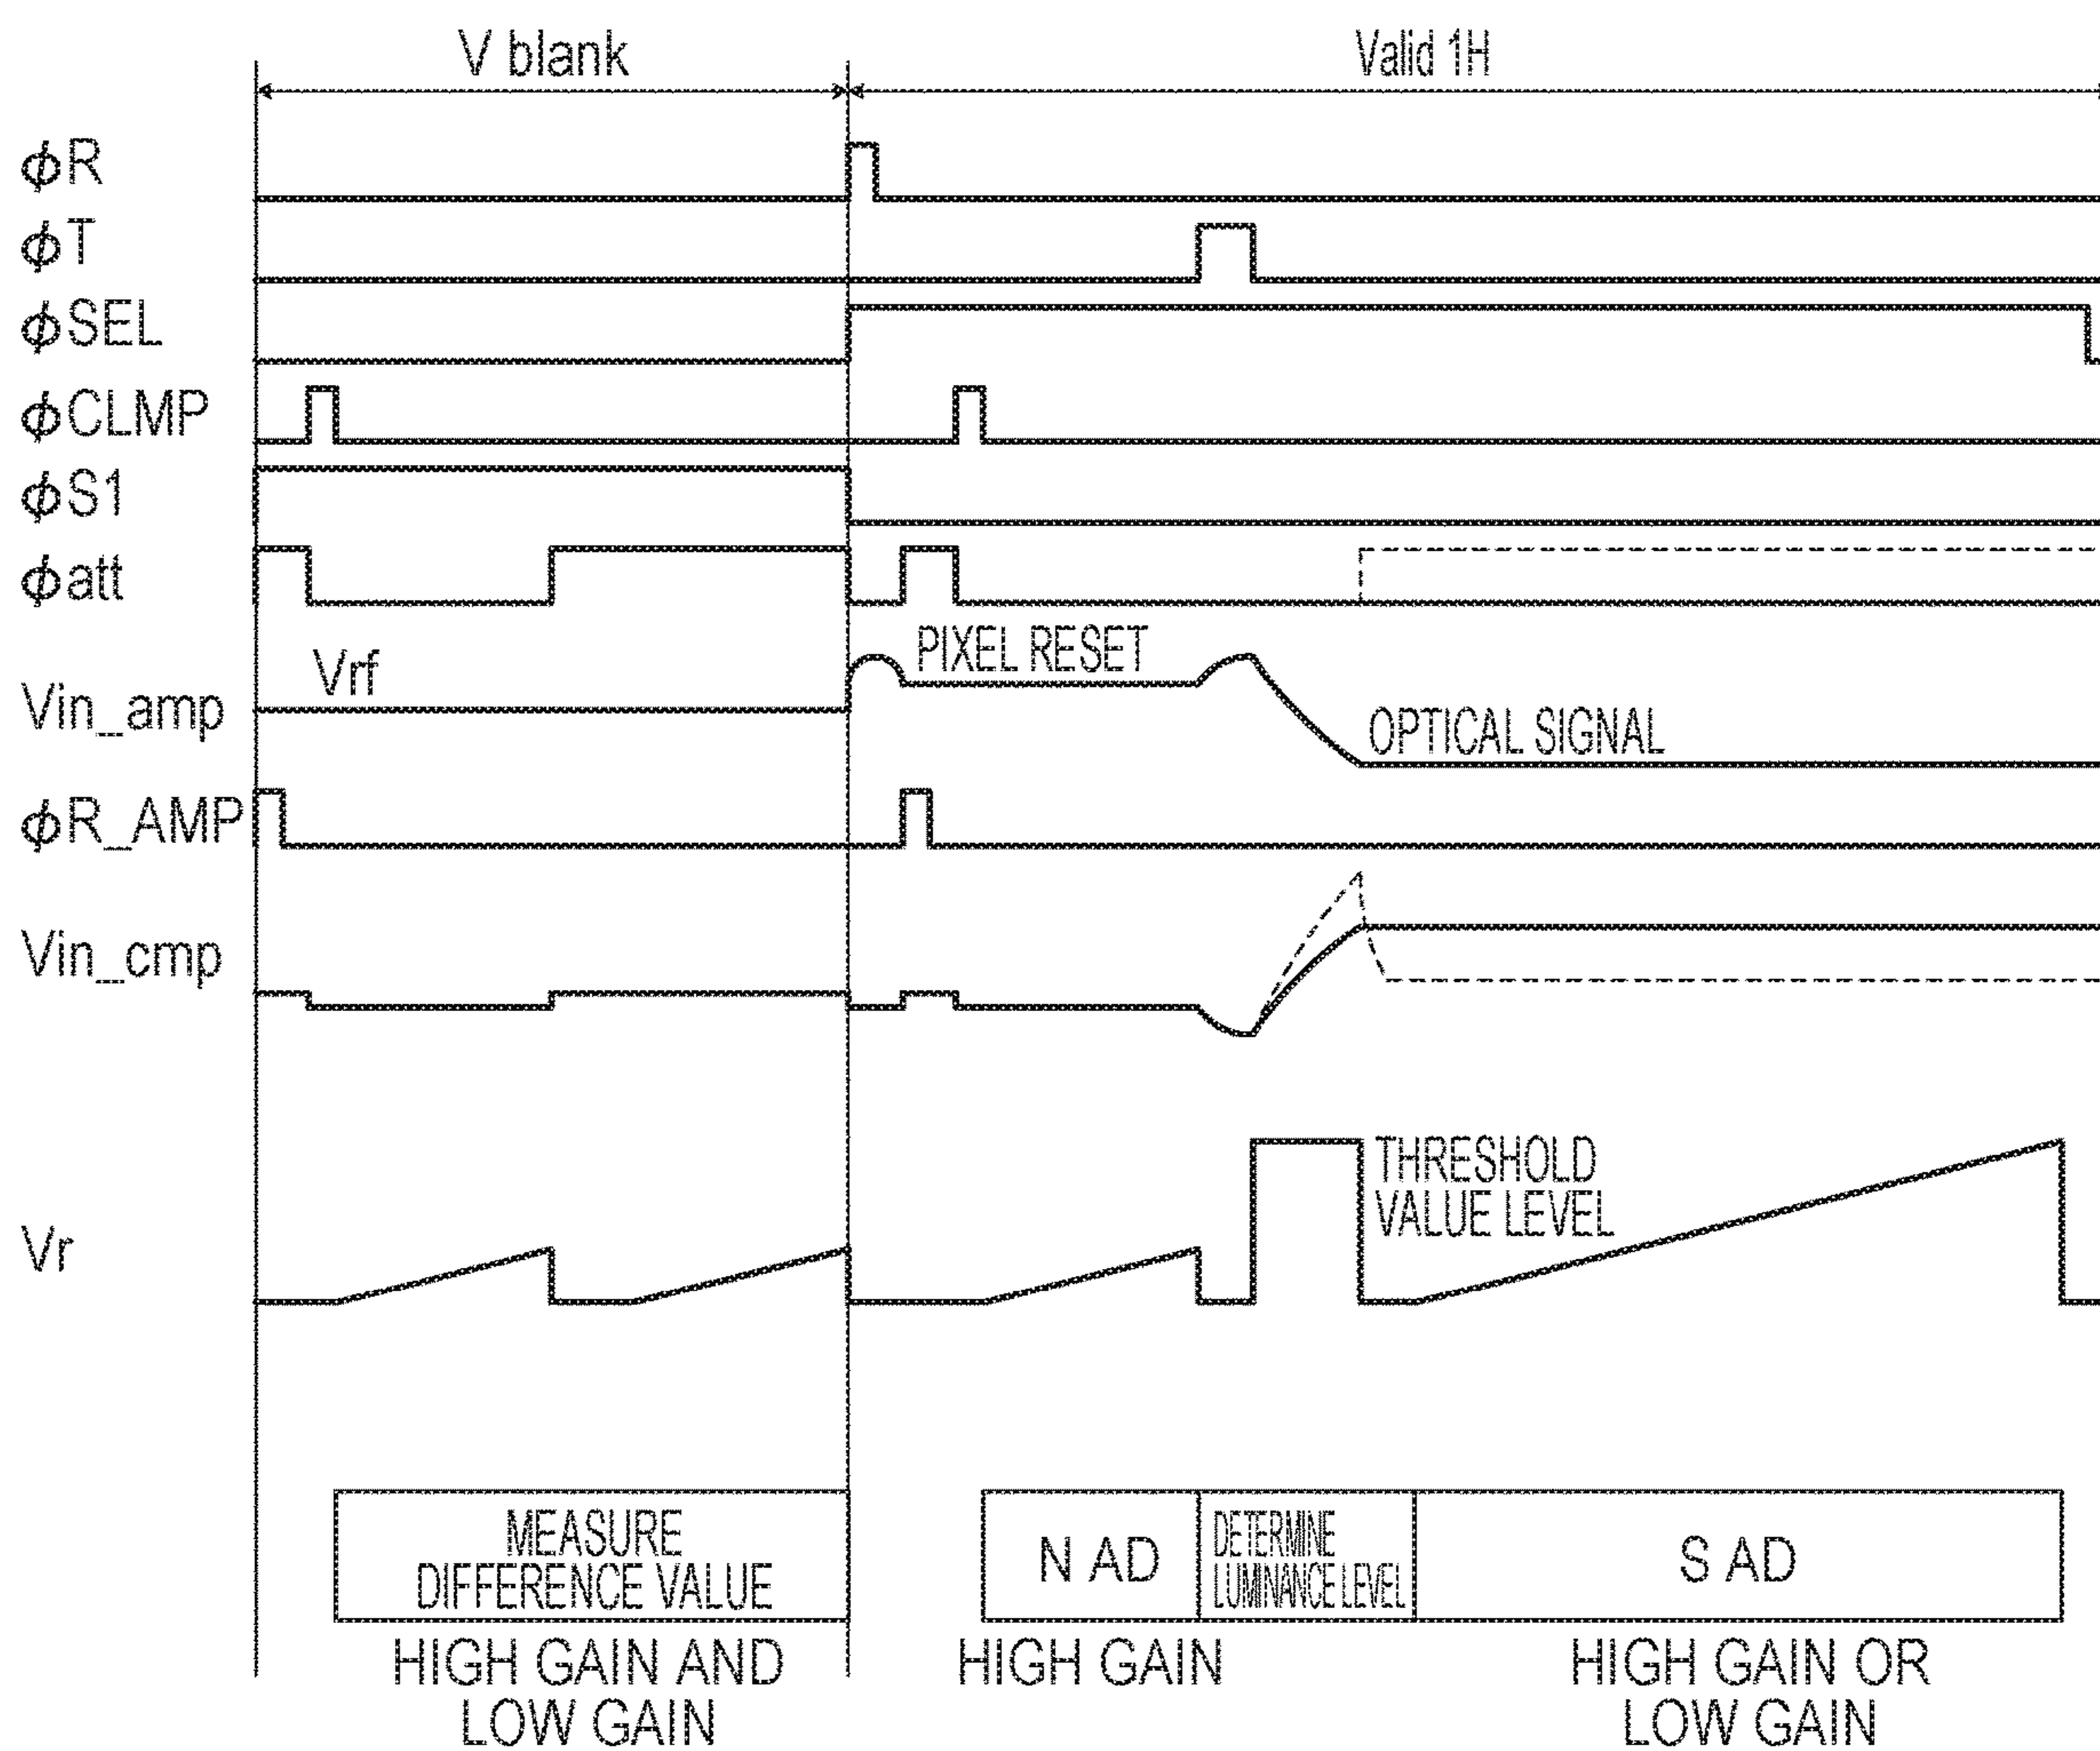 V blank
Valid 1H
ϕR
ϕT
ϕSEL
ϕCLMP
ϕS1
ϕatt
PIXEL RESET
Vrf
Vin_amp
OPTICAL SIGNAL
ϕR_AMP
Vin_cmp
THRESHOLD
VALUE LEVEL
Vr
MEASURE
DIFFERENCE VALUE
N AD
DETERMINE
LUMINANCE LEVEL
S AD
HIGH GAIN AND
LOW GAIN
HIGH GAIN
HIGH GAIN OR
LOW GAIN